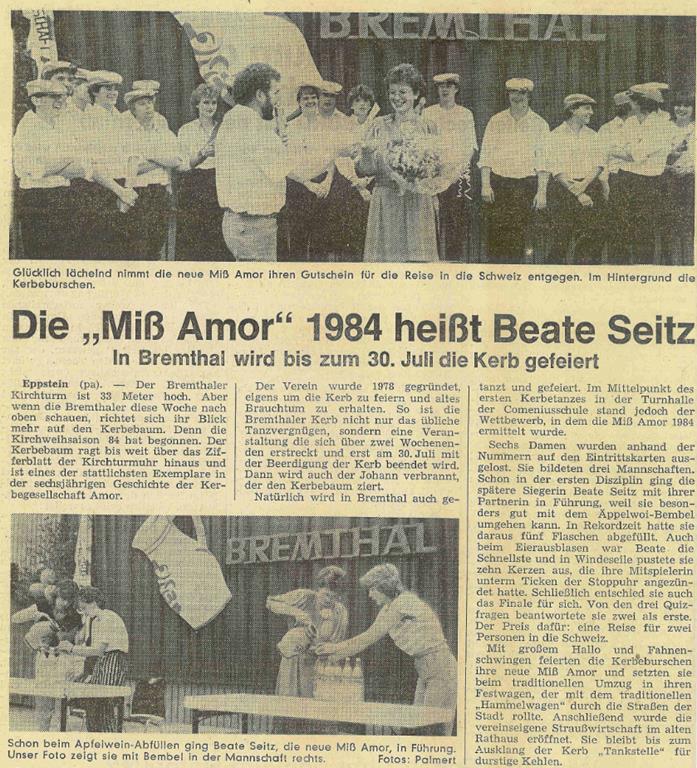 BREMTHAL
Glücklich lächelnd nimmt die neue Miß Amor ihren Gutschein für die Reise in die Schweiz entgegen. Im Hintergrund die
Kerbeburschen.
Die „Miß Amor“ 1984 heißt Beate Seitz
In Bremthal wird bis zum 30. Juli die Kerb gefeiert
Eppstein (pa). — Der Bremthaler
Kirchturm ist 33 Meter hoch. Aber
wenn die Bremthaler diese Woche nach
oben schauen, richtet sich ihr Blick
mehr auf den Kerbebaum. Denn die
Kirchweihsaison 84 hat begonnen. Der
Kerbebaum ragt bis weit über das Zif-
ferblatt der Kirchturmuhr hinaus und
ist eines der stattlichsten Exemplare in
der sechsjährigen Geschichte der Ker-
begesellschaft Amor.
Der Verein wurde 1978 gegründet,
eigens um die Kerb zu feiern und altes
Brauchtum zu erhalten. So ist die
Bremthaler Kerb nicht nur das übliche
Tanzvergnügen, sondern eine Veran-
staltung die sich über zwei Wochenen-
den erstreckt und erst am 30. Juli mit
der Beerdigung der Kerb beendet wird.
Dann wird auch der Johann verbrannt,
der den Kerbebaum ziert.
Natürlich wird in Bremthal auch ge-
tanzt und gefeiert. Im Mittelpunkt des
ersten Kerbetanzes in der Turnhalle
der Comeniusschule stand jedoch der
Wettbewerb, in dem die Miß Amor 1984
ermittelt wurde.
Sechs Damen wurden anhand der
Nummern auf den Eintrittskarten aus-
gelost. Sie bildeten drei Mannschaften.
Schon in der ersten Disziplin ging die
spätere Siegerin Beate Seitz mit ihrer
Partnerin in Führung, weil sie beson-
ders gut mit dem Äppelwoi-Bembel
umgehen kann. In Rekordzeit hatte sie
daraus fünf Flaschen abgefüllt. Auch
beim Eierausblasen war Beate die
Schnellste und in Windeseile pustete sie
zehn Kerzen aus, die ihre Mitspielerin
unterm Ticken der Stoppuhr angezün-
det hatte. Schließlich entschied sie auch
das Finale für sich. Von den drei Quiz-
fragen beantwortete sie zwei als erste.
Der Preis dafür: eine Reise für zwei
Personen in die Schweiz.
Mit großem Hallo und Fahnen-
schwingen feierten die Kerbeburschen
ihre neue Miß Amor und setzten sie
beim traditionellen Umzug in ihren
Festwagen, der mit dem traditionellen
„Hammelwagen“ durch die Straßen der
Stadt rollte. Anschließend wurde die
vereinseigene Straußwirtschaft im alten
Rathaus eröffnet. Sie bleibt bis zum
Ausklang der Kerb „Tankstelle“ für
durstige Kehlen.
BREMTHAL
Schon beim Apfelwein-Abfüllen ging Beate Seitz, die neue Miß Amor, in Führung.
Unser Foto zeigt sie mit Bembel in der Mannschaft rechts. Fotos: Palmert